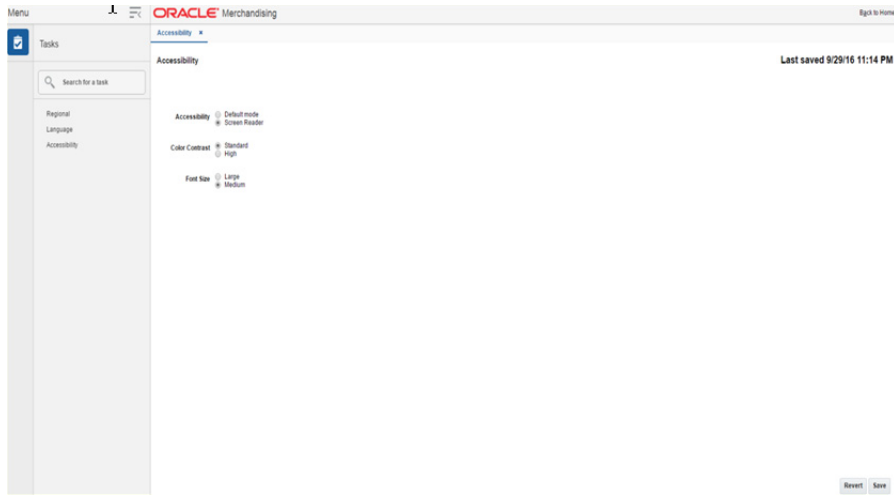 Menu
ORACLE Merchandising
Back to Home
Tasks
Accessibility ×
Accessibility
Last saved 9/29/16 11:14 PM
Search for a task
Regional
Language
Accessibility
Accessibility
Default mode
Screen Reader
Color Contrast
Standard
High
Font Size
Large
Medium
Revert
Save